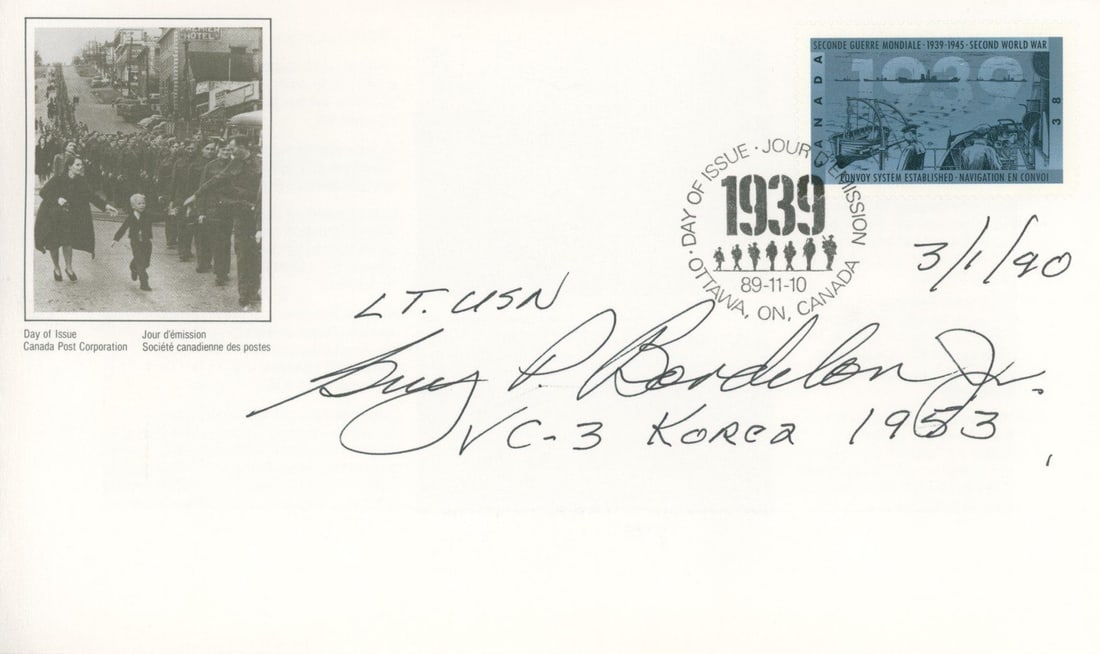 PREMIER
HOTEL
Day of Issue
Canada Post Corporation
Jour d'émission
Société canadienne des postes
SECONDE GUERRE MONDIALE · 1939-1945 · SECOND WORLD WAR
CANADA
1939
38
CONVOY SYSTEM ESTABLISHED · NAVIGATION EN CONVOI
· DAY OF ISSUE · JOUR D'ÉMISSION
1939
89-11-10
OTTAWA, ON, CANADA
3/1/90
LT. USN
Guy P. Bordelon Jr.
VC-3 Korea 1953